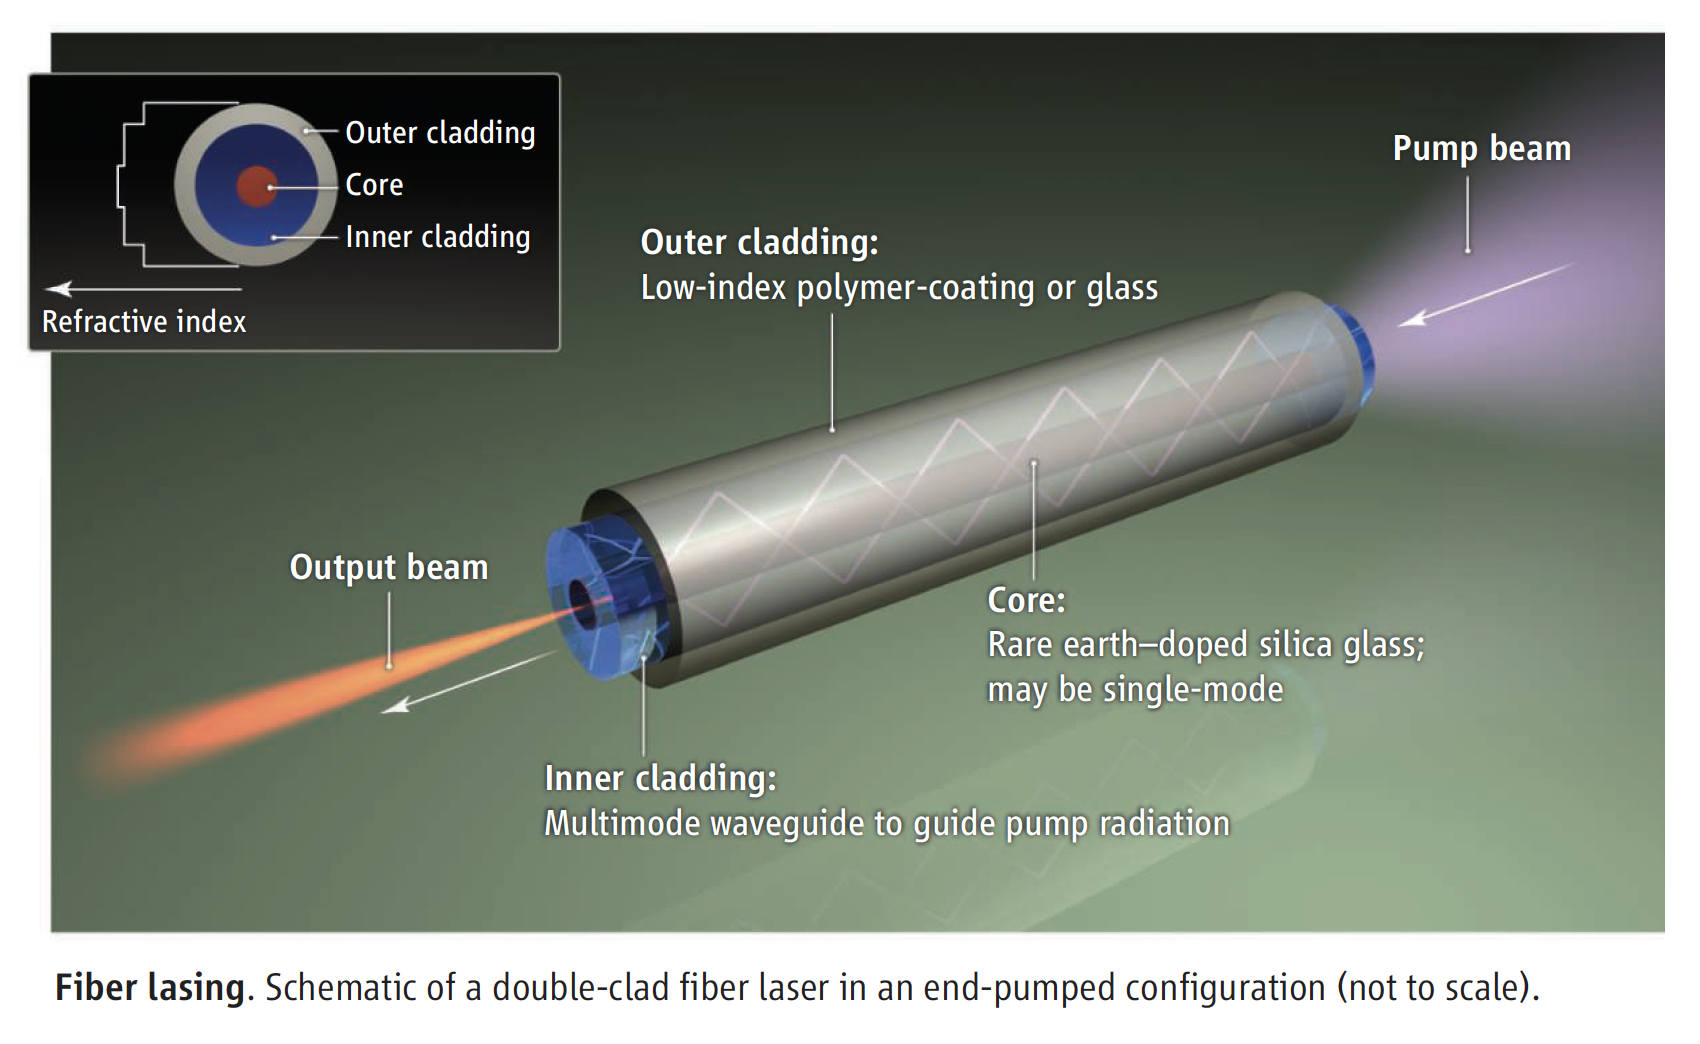 Outer cladding
Core
Inner cladding
Refractive index
Pump beam
Outer cladding:
Low-index polymer-coating or glass
Output beam
Core:
Rare earth–doped silica glass;
may be single-mode
Inner cladding:
Multimode waveguide to guide pump radiation
Fiber lasing. Schematic of a double-clad fiber laser in an end-pumped configuration (not to scale).